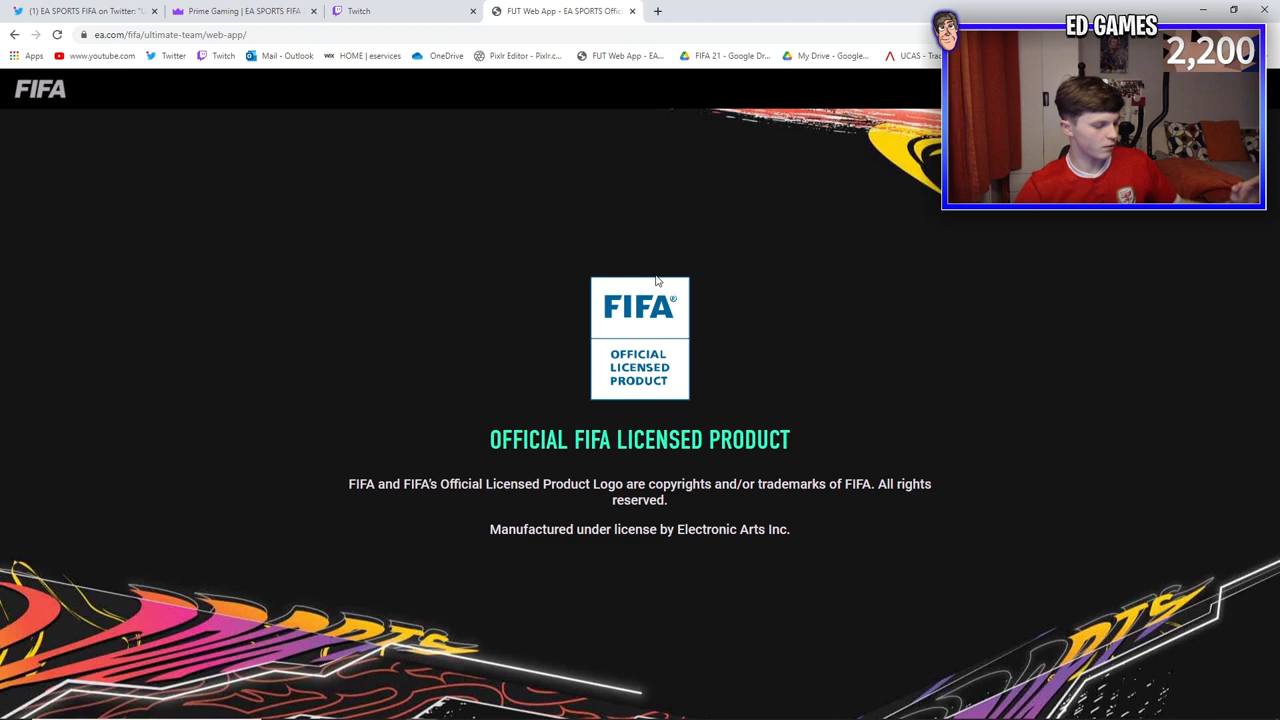 (1) EA SPORTS FIFA on Twitter: "L
Prime Gaming | EA SPORTS FIFA
Twitch
FUT Web App - EA SPORTS Offic
ea.com/fifa/ultimate-team/web-app/
Apps
www.youtube.com
Twitter
Twitch
Mail - Outlook
WIX HOME | eservices
OneDrive
Pixlr Editor - Pixlr.c...
FUT Web App - EA...
FIFA 21 - Google Dr...
My Drive - Google...
UCAS - Trac
ED GAMES
2,200
FIFA
FIFA®
OFFICIAL
LICENSED
PRODUCT
OFFICIAL FIFA LICENSED PRODUCT
FIFA and FIFA's Official Licensed Product Logo are copyrights and/or trademarks of FIFA. All rights
reserved.
Manufactured under license by Electronic Arts Inc.